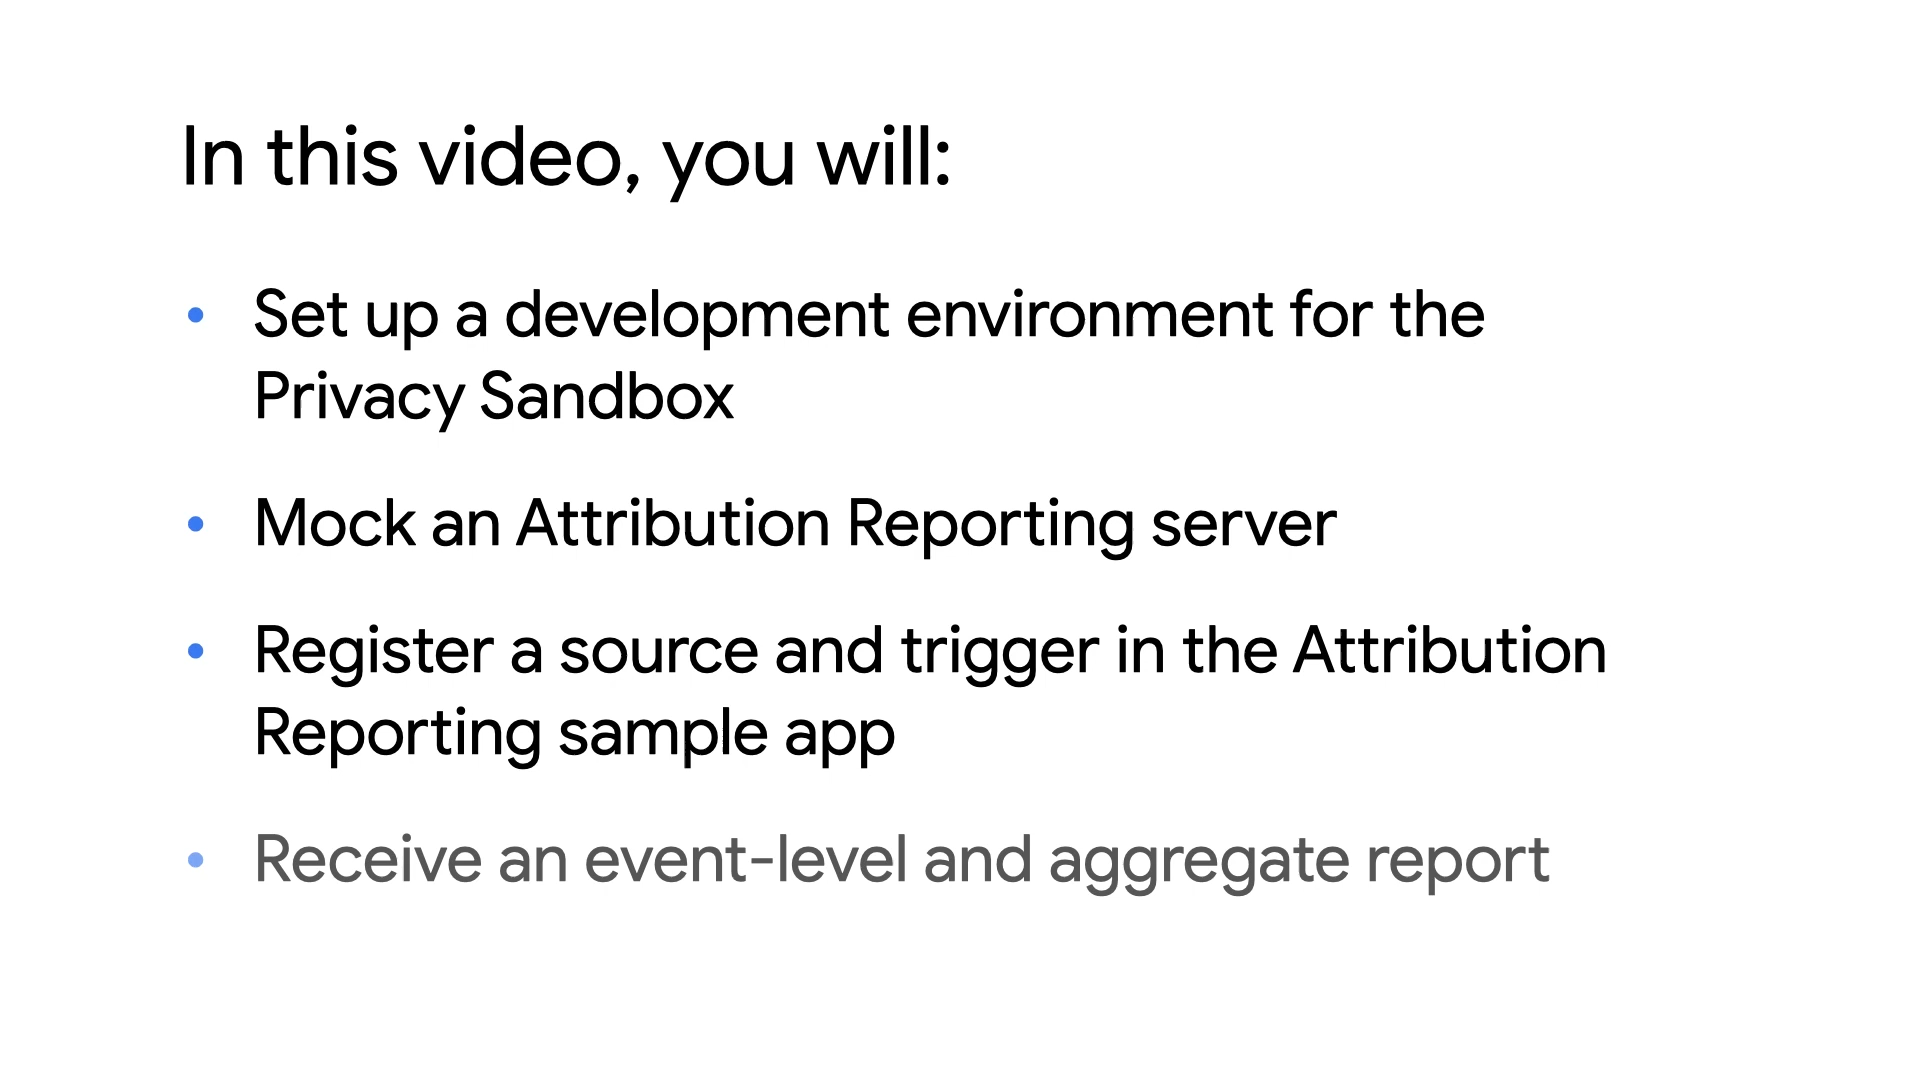 In this video, you will:
• Set up a development environment for the
Privacy Sandbox
• Mock an Attribution Reporting server
• Register a source and trigger in the Attribution
Reporting sample app
• Receive an event-level and aggregate report